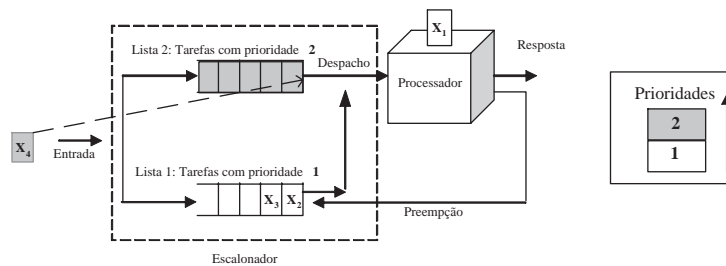 X1
Lista 2: Tarefas com prioridade 2
Despacho
Resposta
Processador
Prioridades
2
1
X4
Entrada
Lista 1: Tarefas com prioridade 1
X3 X2
Preempção
Escalonador